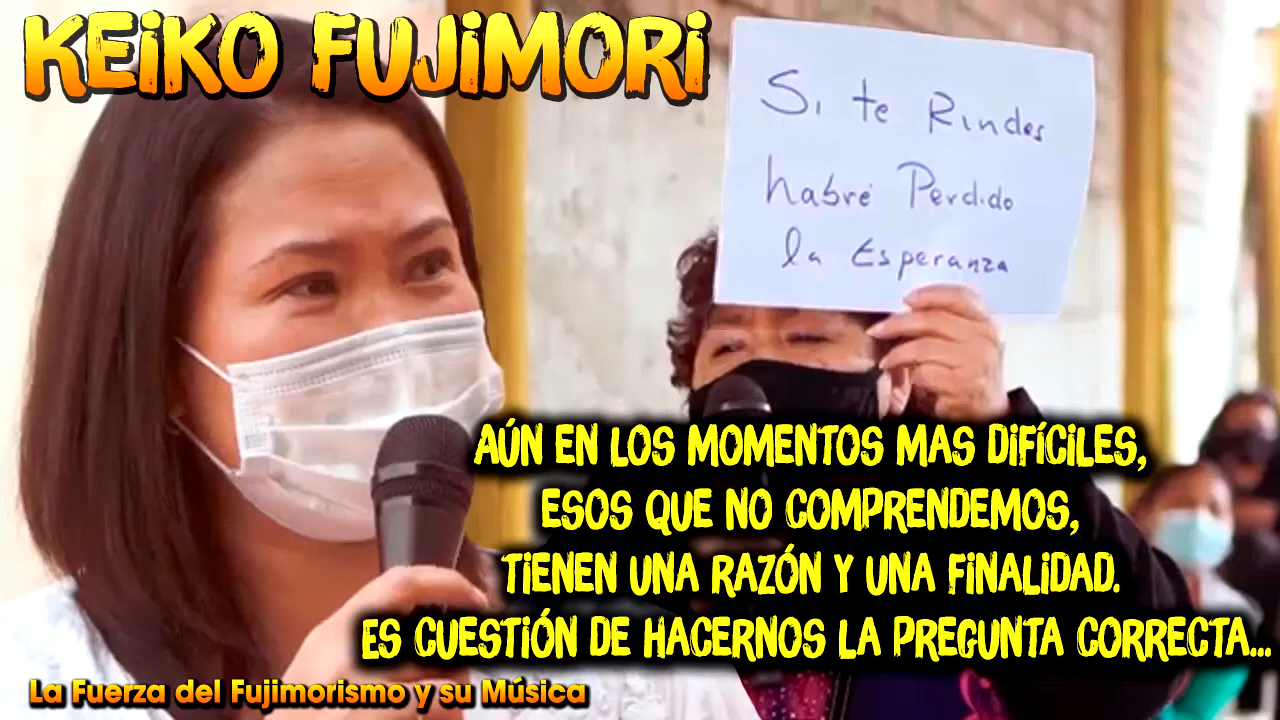 KEIKO FUJIMORI
Si te Rindes
habré Perdido
la Esperanza
AÚN EN LOS MOMENTOS MAS DIFÍCILES,
ESOS QUE NO COMPRENDEMOS,
TIENEN UNA RAZÓN Y UNA FINALIDAD.
ES CUESTIÓN DE HACERNOS LA PREGUNTA CORRECTA...
La Fuerza del Fujimorismo y su Música